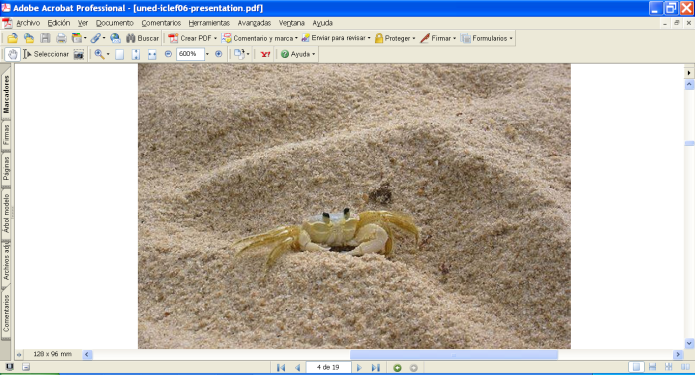 Adobe Acrobat Professional - [uned-iclef06-presentation.pdf]
Archivo Edición Ver Documento Comentarios Herramientas Avanzadas Ventana Ayuda
Buscar Crear PDF Comentario y marca Enviar para revisar Proteger Firmar Formularios
Seleccionar 600% Ayuda
Marcadores
Firmas
Páginas
Árbol modelo
Archivos adj
Comentarios
128 x 96 mm
4 de 19